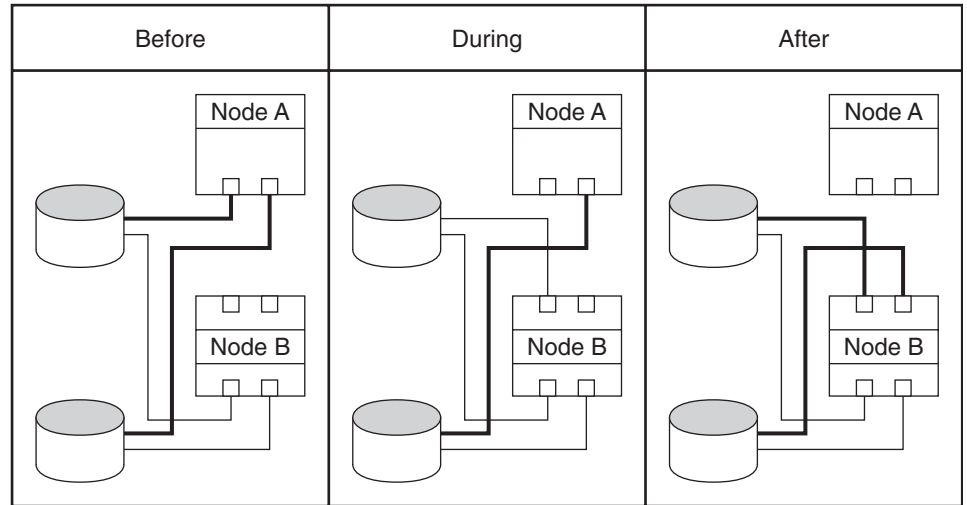 Before
During
After
Node A
Node A
Node A
Node B
Node B
Node B